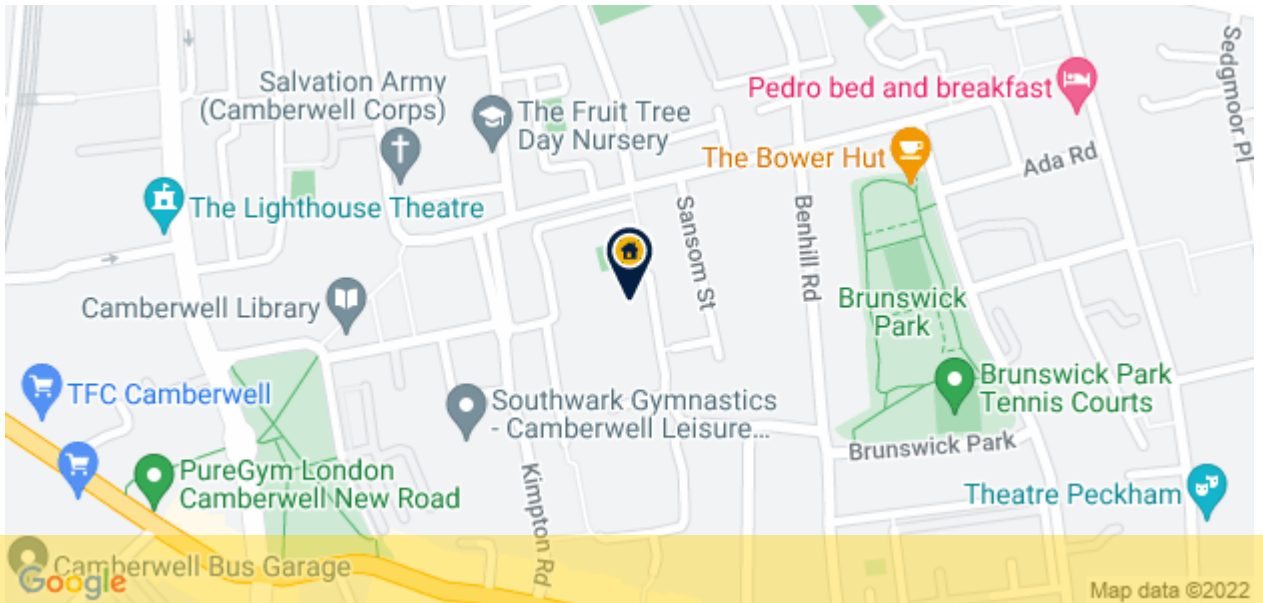 Sedgmoor Pl
Salvation Army
(Camberwell Corps)
The Fruit Tree
Day Nursery
Pedro bed and breakfast
The Bower Hut
Ada Rd
The Lighthouse Theatre
Sansom St
Benhill Rd
Camberwell Library
Brunswick
Park
TFC Camberwell
Southwark Gymnastics
- Camberwell Leisure...
Brunswick Park
Tennis Courts
Brunswick Park
PureGym London
Camberwell New Road
Kimpton Rd
Theatre Peckham
Camberwell Bus Garage
Google
Map data ©2022